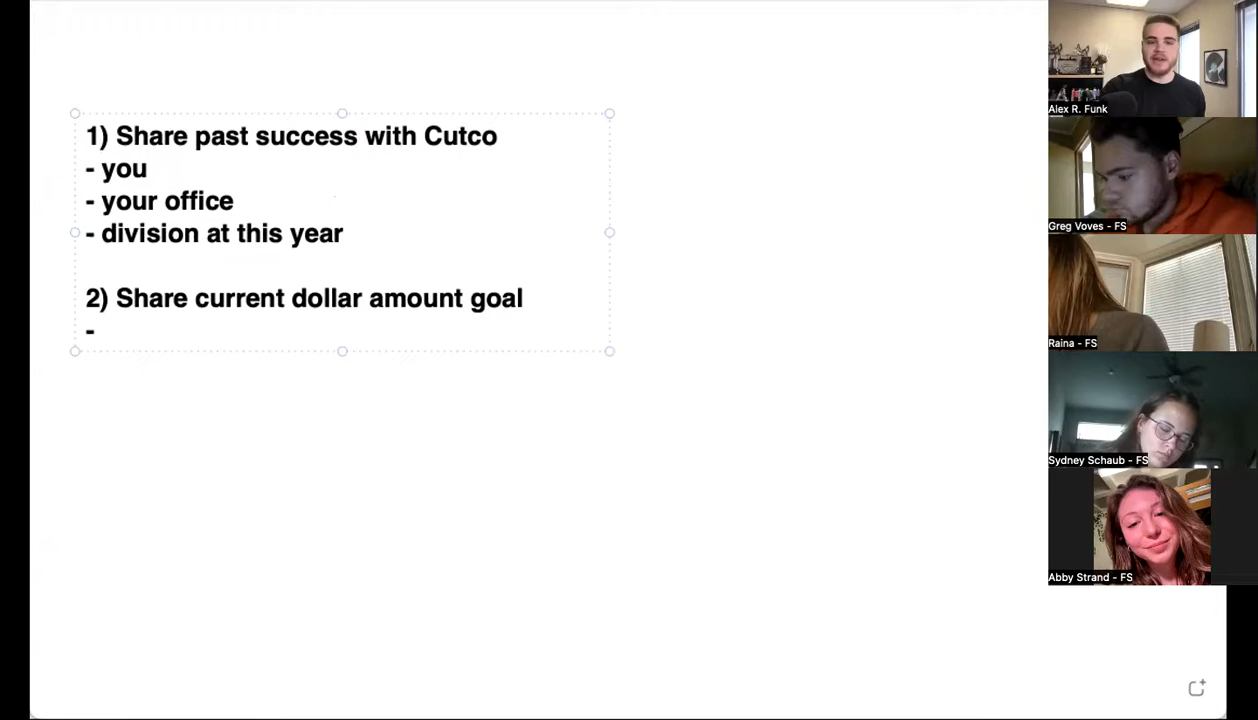 1) Share past success with Cutco
- you
- your office
- division at this year
2) Share current dollar amount goal
-
Alex R. Funk
Greg Voves - FS
Raina - FS
Sydney Schaub - FS
Abby Strand - FS